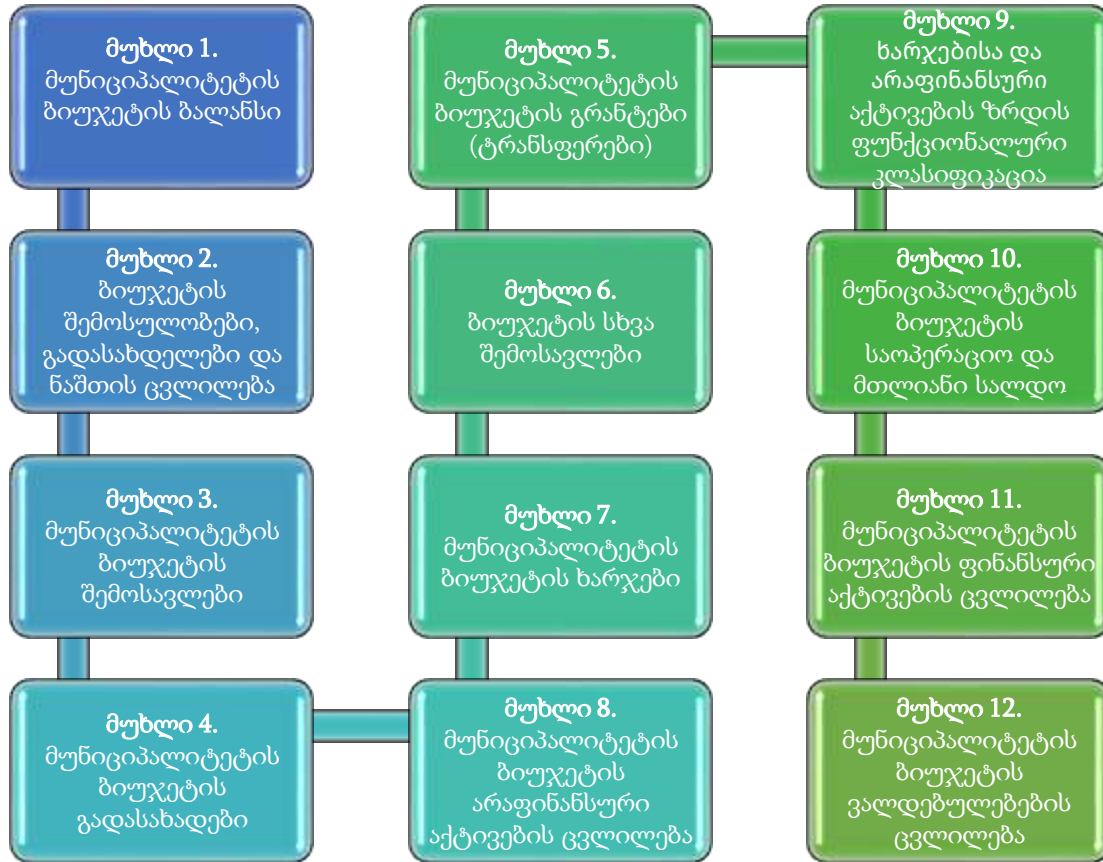 მუხლი 1.
მუნიციპალიტეტის
ბიუჯეტის ბალანსი
მუხლი 2.
ბიუჯეტის
შემოსულობები,
გადასახდელები და
ნაშთის ცვლილება
მუხლი 3.
მუნიციპალიტეტის
ბიუჯეტის
შემოსავლები
მუხლი 4.
მუნიციპალიტეტის
ბიუჯეტის
გადასახადები
მუხლი 5.
მუნიციპალიტეტის
ბიუჯეტის გრანტები
(ტრანსფერები)
მუხლი 6.
ბიუჯეტის სხვა
შემოსავლები
მუხლი 7.
მუნიციპალიტეტის
ბიუჯეტის ხარჯები
მუხლი 8.
მუნიციპალიტეტის
ბიუჯეტის
არაფინანსური
აქტივების ცვლილება
მუხლი 9.
ხარჯებისა და
არაფინანსური
აქტივების ზრდის
ფუნქციონალური
კლასიფიკაცია
მუხლი 10.
მუნიციპალიტეტის
ბიუჯეტის
საოპერაციო და
მთლიანი სალდო
მუხლი 11.
მუნიციპალიტეტის
ბიუჯეტის ფინანსური
აქტივების ცვლილება
მუხლი 12.
მუნიციპალიტეტის
ბიუჯეტის
ვალდებულებების
ცვლილება